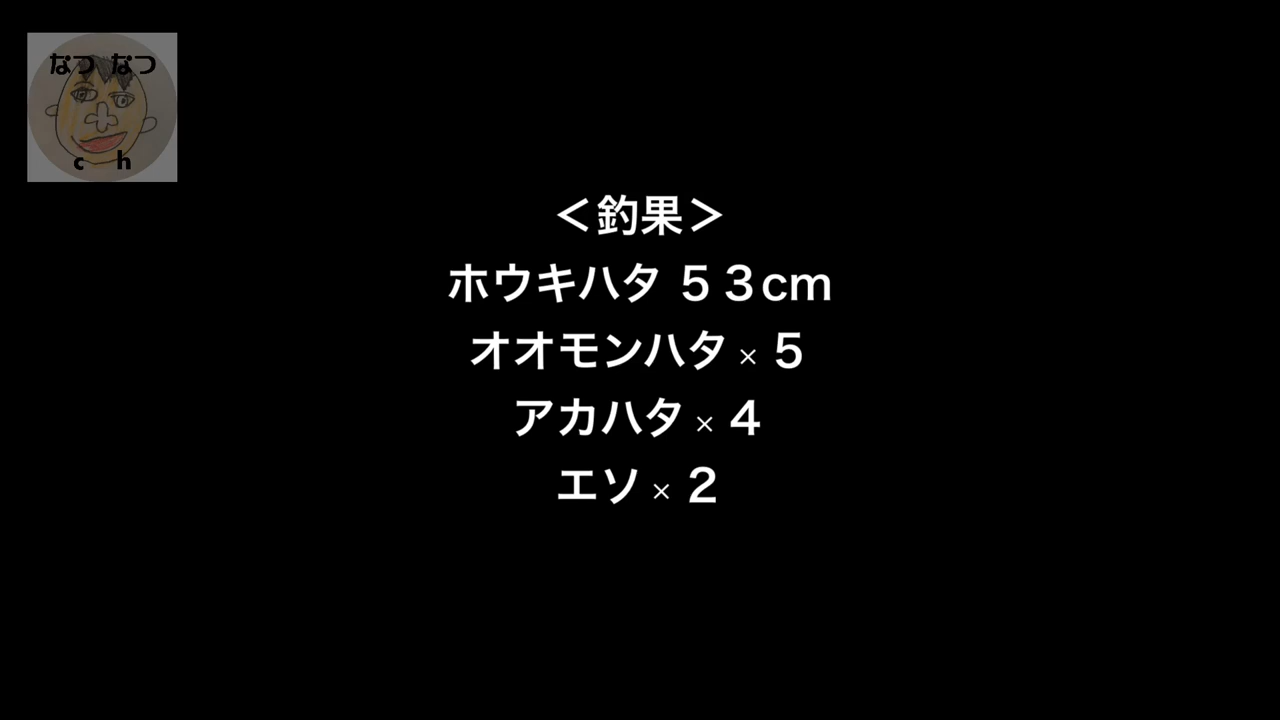 なつ なつ
c h
＜釣果＞
ホウキハタ ５３cm
オオモンハタ × ５
アカハタ × ４
エソ × ２